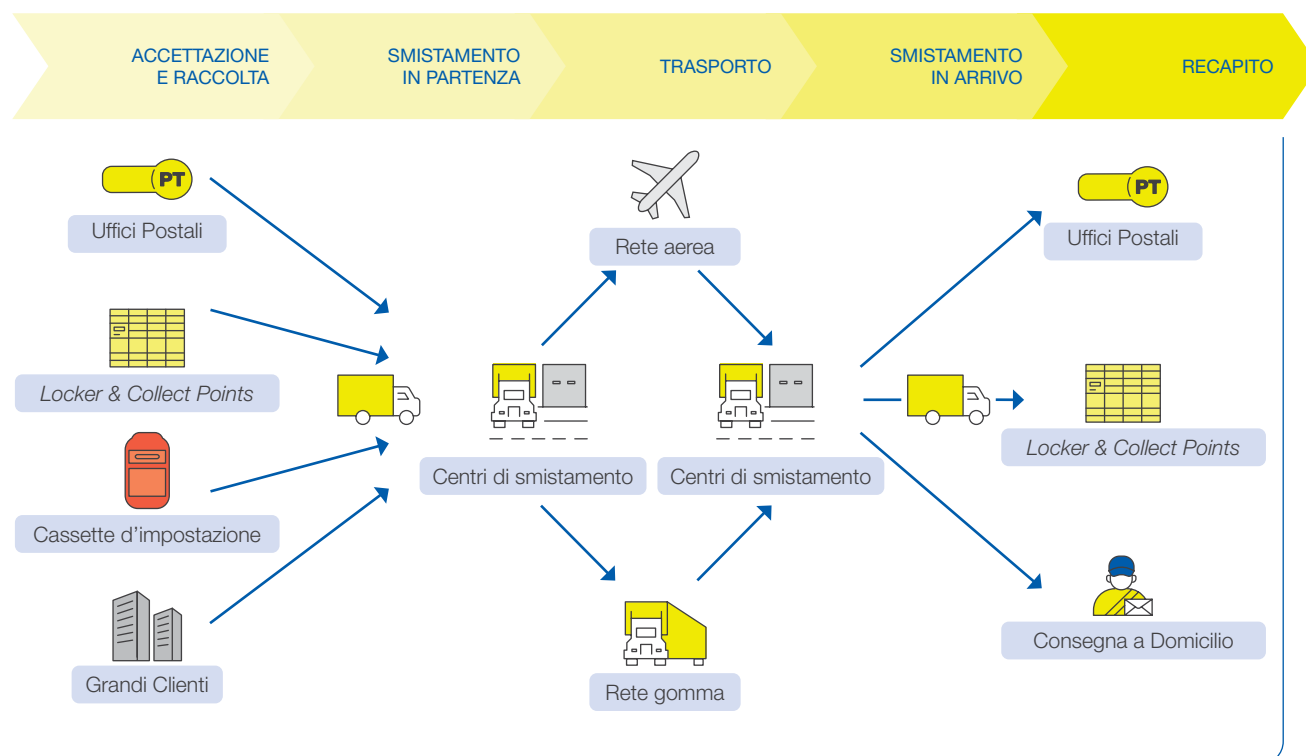 ACCETTAZIONE
E RACCOLTA
SMISTAMENTO
IN PARTENZA
TRASPORTO
SMISTAMENTO
IN ARRIVO
RECAPITO
PT
Uffici Postali
Locker & Collect Points
Cassette d’impostazione
Grandi Clienti
Centri di smistamento
Rete aerea
Rete gomma
Centri di smistamento
PT
Uffici Postali
Locker & Collect Points
Consegna a Domicilio